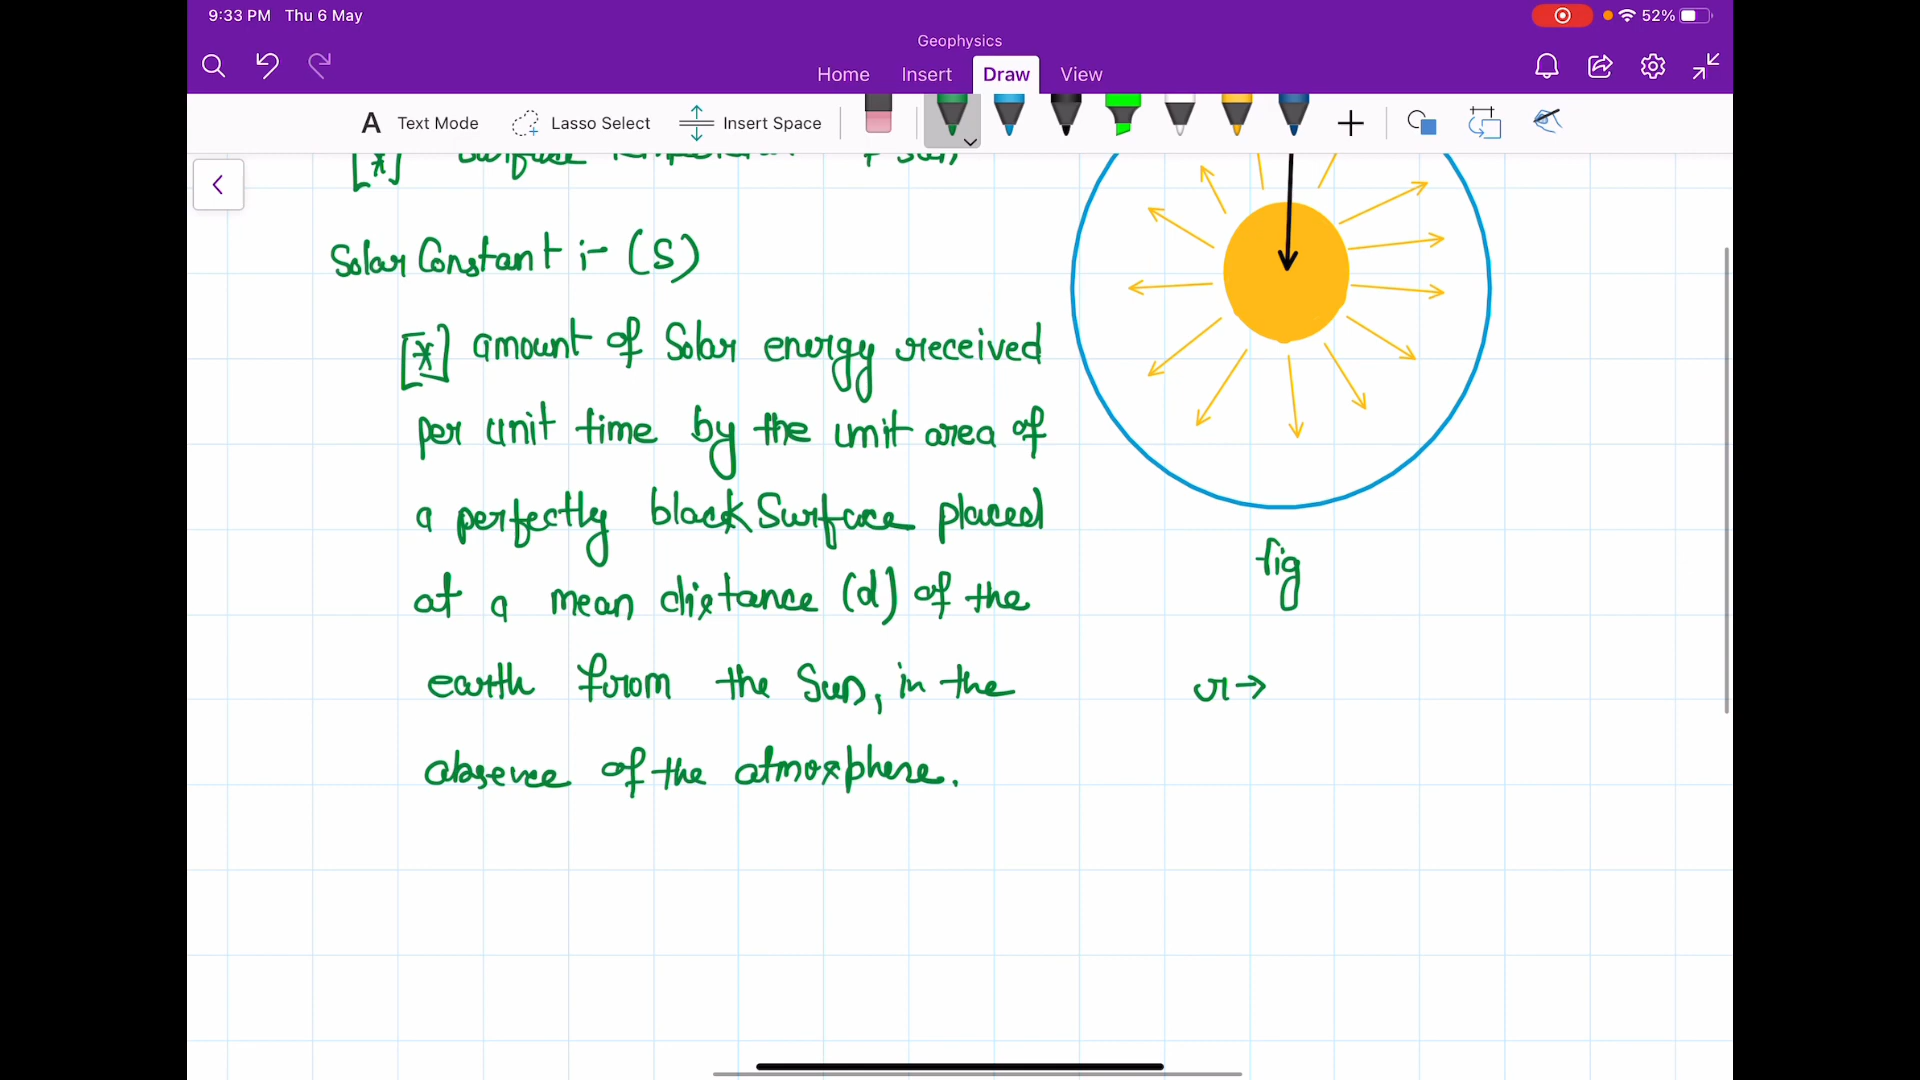 9:33 PM Thu 6 May
52%
Geophysics
Home Insert Draw View
A Text Mode Lasso Select Insert Space
[*] Surface sun
Solar Constant :- (S)
[*] amount of Solar energy received
per unit time by the unit area of
a perfectly black Surface placed
at a mean distance (d) of the
earth from the Sun, in the
absence of the atmosphere.
fig
r →